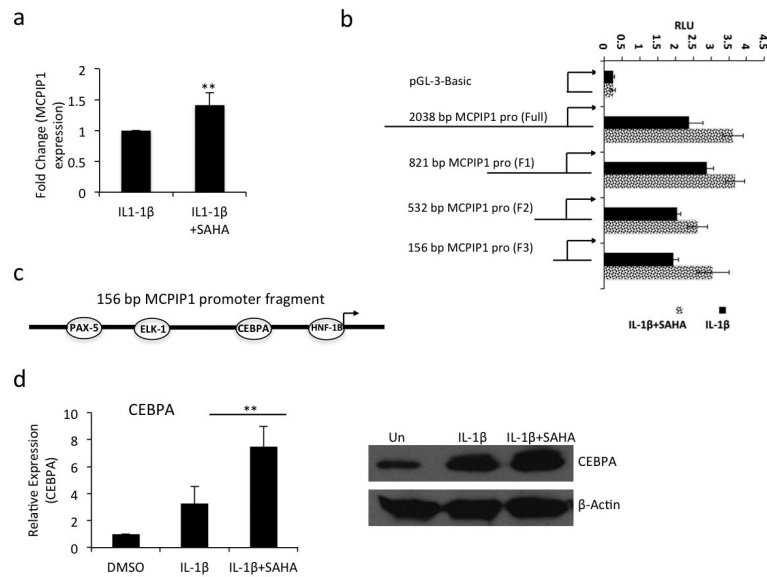 a
Fold Change (MCPIP1
expression)
2
1.5
1
0.5
0
**
IL1-1β
IL1-1β
+SAHA
b
RLU
0
0.5
1
1.5
2
2.5
3
3.5
4
4.5
pGL-3-Basic
2038 bp MCPIP1 pro (Full)
821 bp MCPIP1 pro (F1)
532 bp MCPIP1 pro (F2)
156 bp MCPIP1 pro (F3)
IL-1β+SAHA
IL-1β
c
156 bp MCPIP1 promoter fragment
PAX-5
ELK-1
CEBPA
HNF-1B
d
CEBPA
Relative Expression
(CEBPA)
10
8
6
4
2
0
**
DMSO
IL-1β
IL-1β+SAHA
Un
IL-1β
IL-1β+SAHA
CEBPA
β-Actin